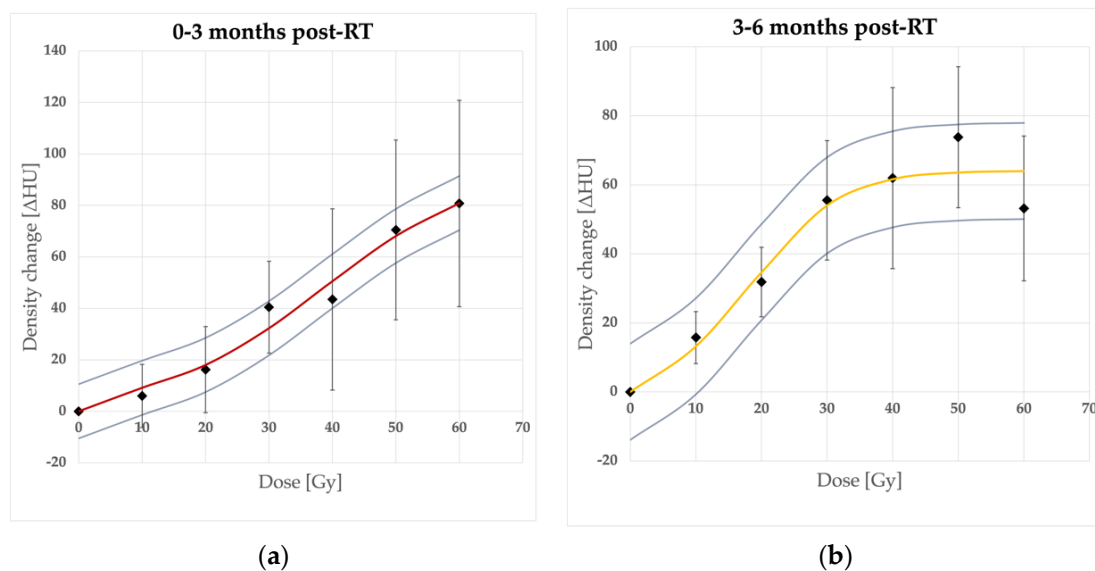 0-3 months post-RT
140
120
100
80
60
40
20
0
-20
0 10 20 30 40 50 60 70
Density change [ΔHU]
Dose [Gy]
(a)
3-6 months post-RT
100
80
60
40
20
0
-20
0 10 20 30 40 50 60 70
Density change [ΔHU]
Dose [Gy]
(b)